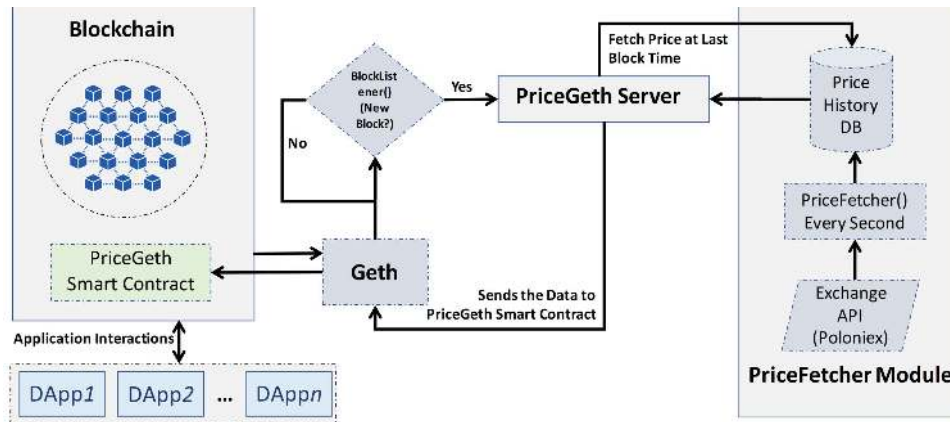 Blockchain
PriceGeth
Smart Contract
Application Interactions
DApp1
DApp2
...
DAppn
BlockList
ener()
(New
Block?)
No
Yes
Geth
PriceGeth Server
Fetch Price at Last
Block Time
Sends the Data to
PriceGeth Smart Contract
Price
History
DB
PriceFetcher()
Every Second
Exchange
API
(Poloniex)
PriceFetcher Module